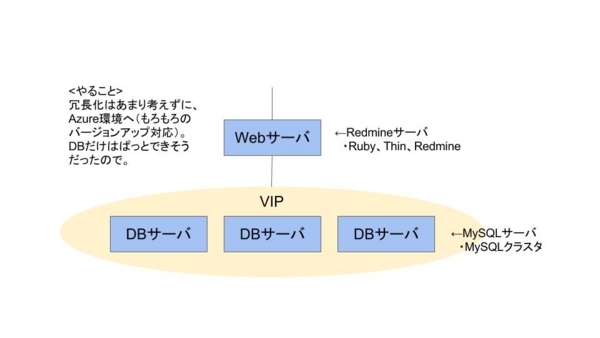 <やること>
冗長化はあまり考えずに、
Azure環境へ(もろもろの
バージョンアップ対応)。
DBだけはぱっとできそう
だったので。
Webサーバ
←Redmineサーバ
・Ruby、Thin、Redmine
VIP
DBサーバ
DBサーバ
DBサーバ
←MySQLサーバ
・MySQLクラスタ